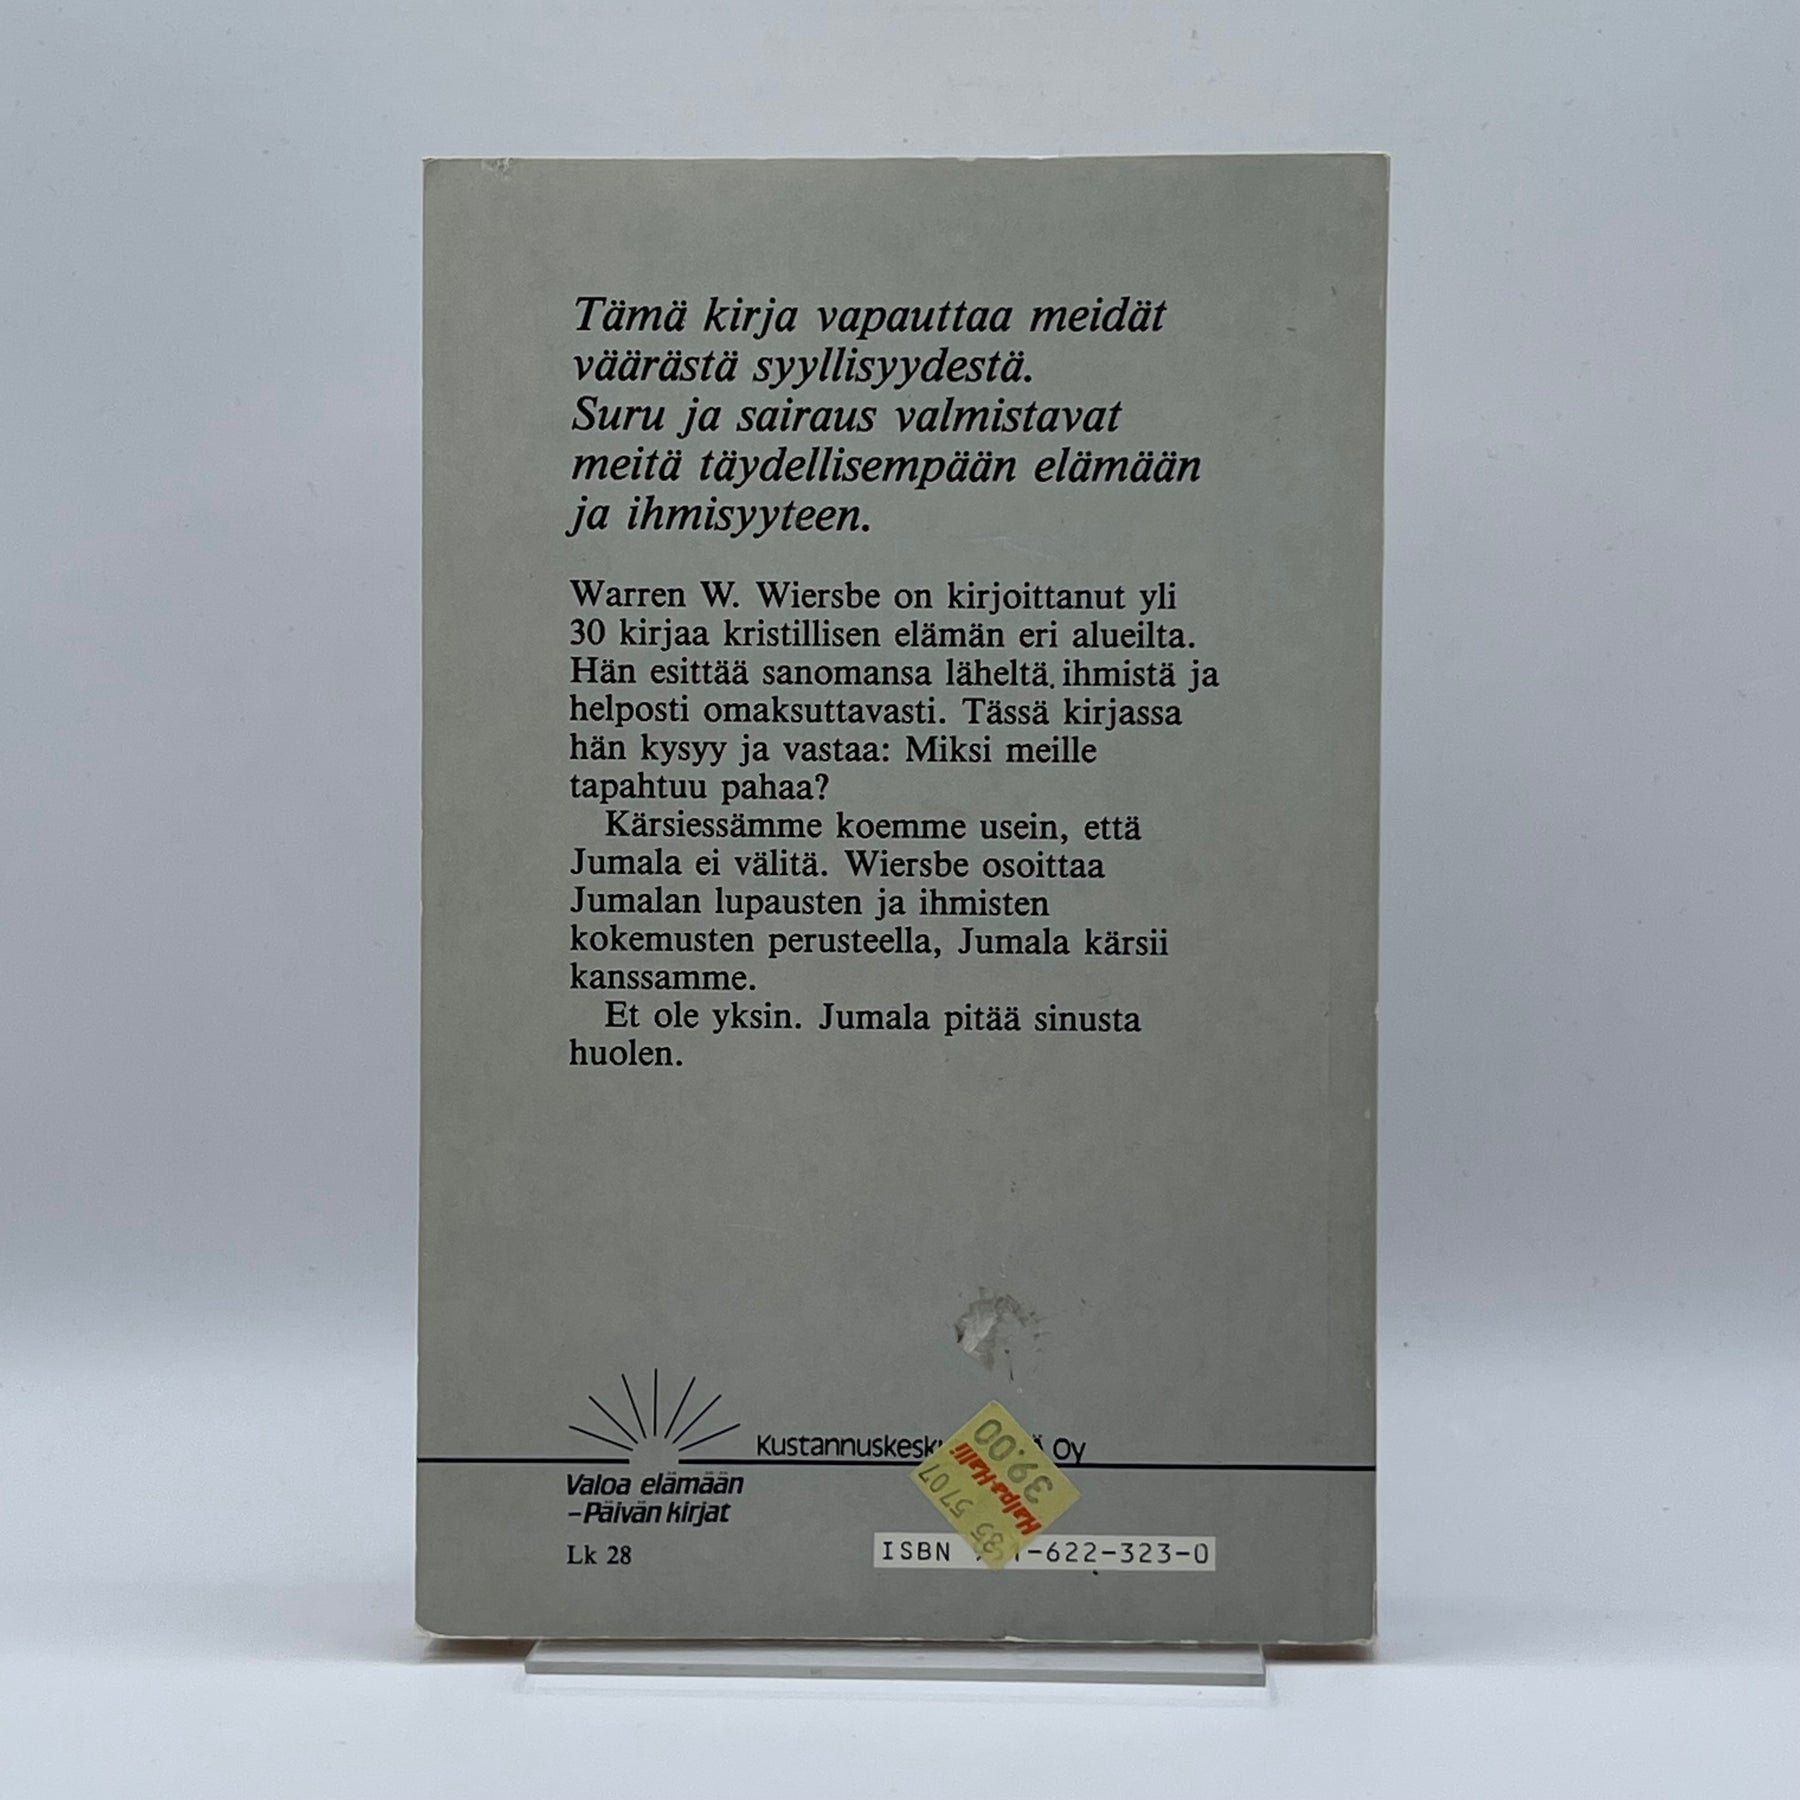 Tämä kirja vapauttaa meidät
väärästä syyllisyydestä.
Suru ja sairaus valmistavat
meitä täydellisempään elämään
ja ihmisyyteen.
Warren W. Wiersbe on kirjoittanut yli
30 kirjaa kristillisen elämän eri alueilta.
Hän esittää sanomansa läheltä ihmistä ja
helposti omaksuttavasti. Tässä kirjassa
hän kysyy ja vastaa: Miksi meille
tapahtuu pahaa?
Kärsiessämme koemme usein, että
Jumala ei välitä. Wiersbe osoittaa
Jumalan lupausten ja ihmisten
kokemusten perusteella, Jumala kärsii
kanssamme.
Et ole yksin. Jumala pitää sinusta
huolen.
Oy
39.00
Halpa-Halli
5707
Valoa elämään
–Päivän kirjat
Lk 28
ISBN -622-323-0